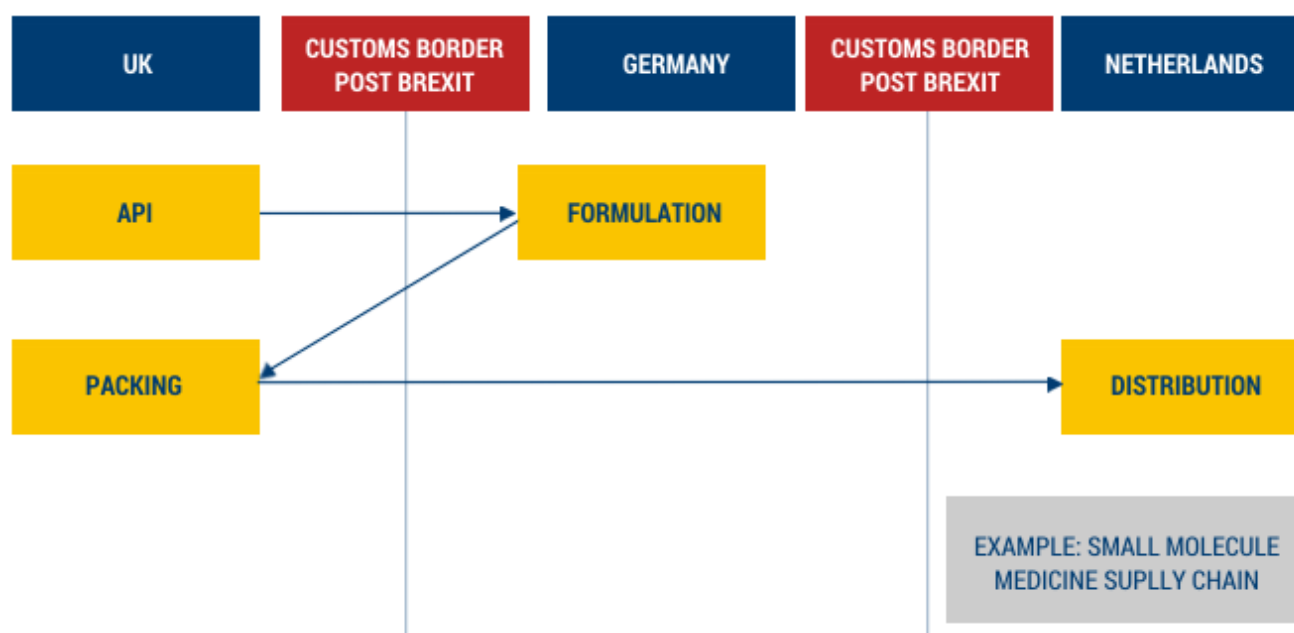 UK
CUSTOMS BORDER
POST BREXIT
GERMANY
CUSTOMS BORDER
POST BREXIT
NETHERLANDS
API
FORMULATION
PACKING
DISTRIBUTION
EXAMPLE: SMALL MOLECULE
MEDICINE SUPLLY CHAIN